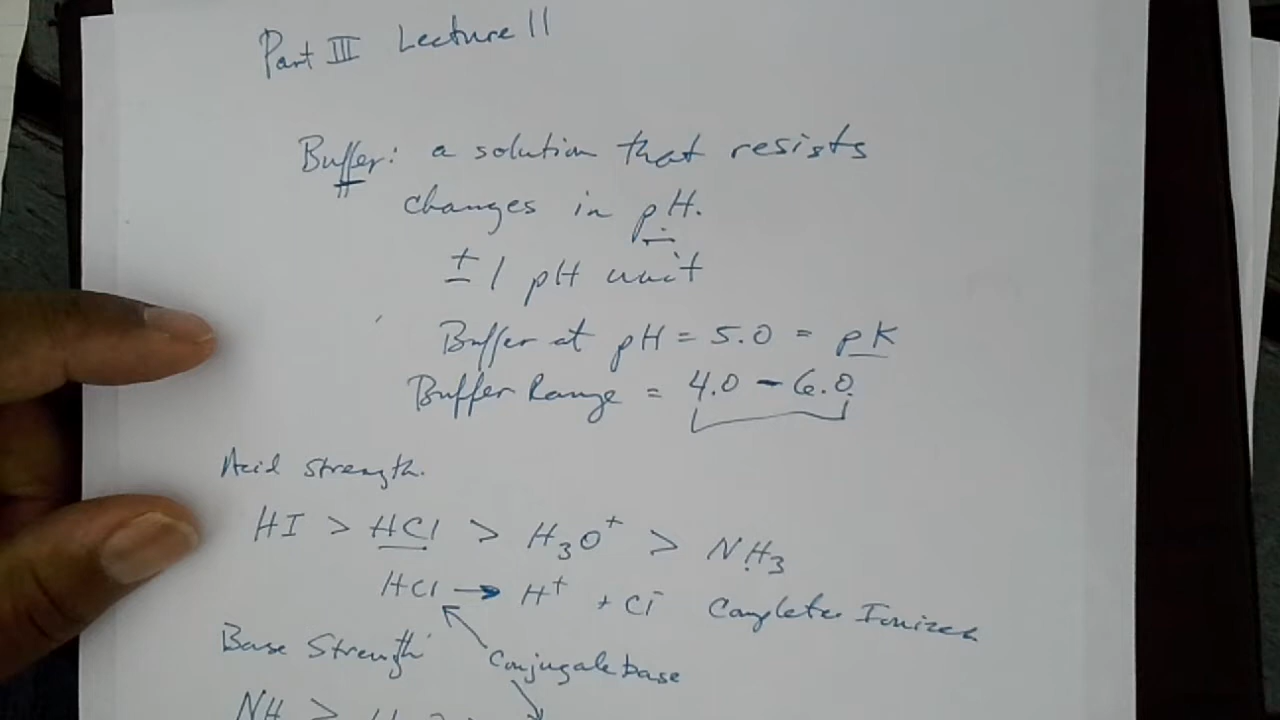 Part III Lecture 11
Buffer: a solution that resists
changes in pH.
± 1 pH unit
Buffer at pH = 5.0 = pK
Buffer Range = 4.0 - 6.0
Acid strength.
HI > HCl > H₃O⁺ > NH₃
HCl → H⁺ + Cl⁻
Base Strength
Conjugate base
NH >